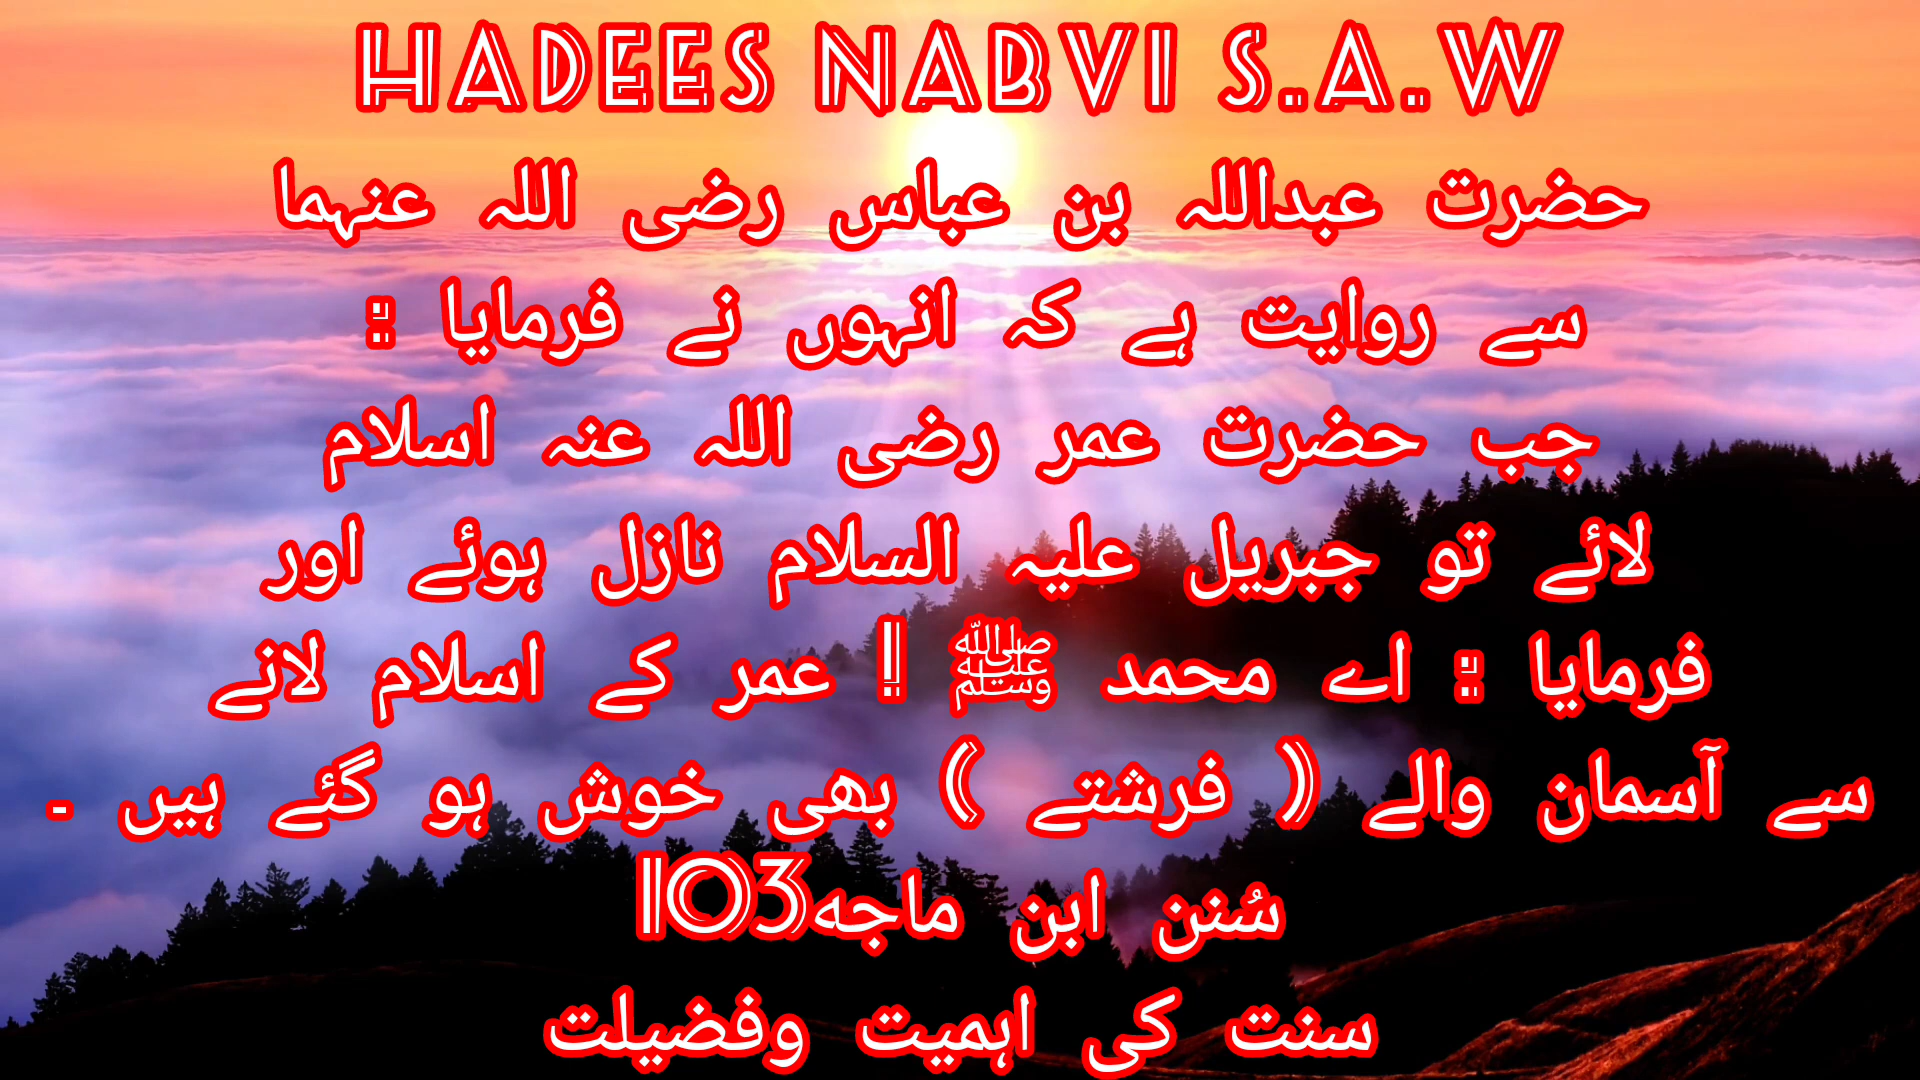 HADEES NABVI S.A.W
حضرت عبداللہ بن عباس رضی اللہ عنہما
سے روایت ہے کہ انہوں نے فرمایا :
جب حضرت عمر رضی اللہ عنہ اسلام
لائے تو جبریل علیہ السلام نازل ہوئے اور
فرمایا : اے محمد ﷺ ! عمر کے اسلام لانے
سے آسمان والے ( فرشتے ) بھی خوش ہو گئے ہیں ۔
سُنن ابن ماجه103
سنت کی اہمیت وفضیلت